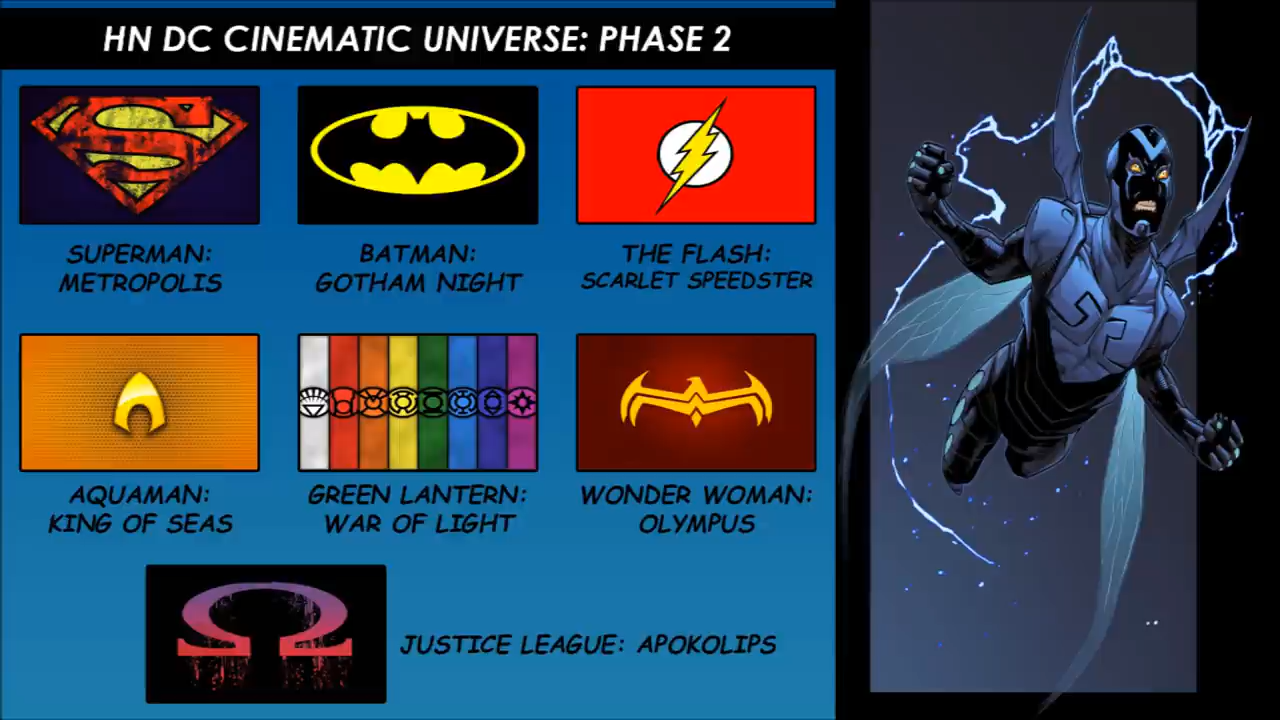 HN DC CINEMATIC UNIVERSE: PHASE 2
SUPERMAN:
METROPOLIS
BATMAN:
GOTHAM NIGHT
THE FLASH:
SCARLET SPEEDSTER
AQUAMAN:
KING OF SEAS
GREEN LANTERN:
WAR OF LIGHT
WONDER WOMAN:
OLYMPUS
Ω
JUSTICE LEAGUE: APOKOLIPS